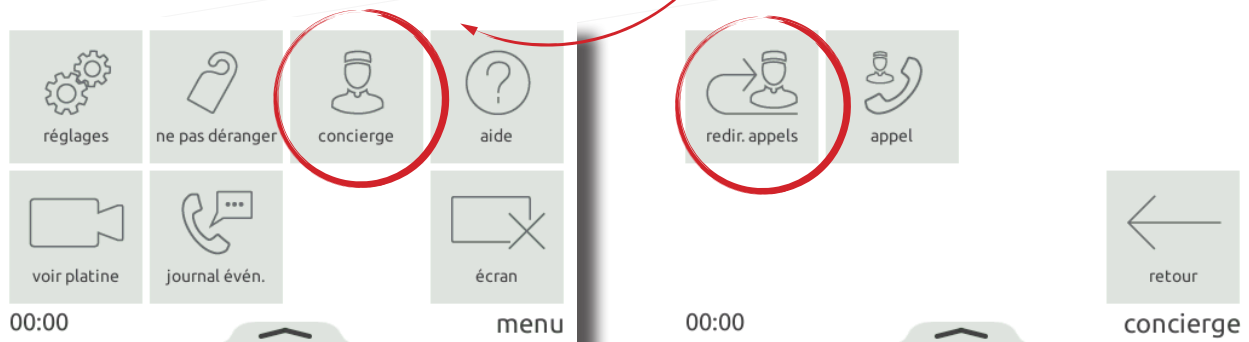 réglages
ne pas déranger
concierge
aide
voir platine
journal évén.
écran
00:00
menu
redir. appels
appel
retour
00:00
concierge